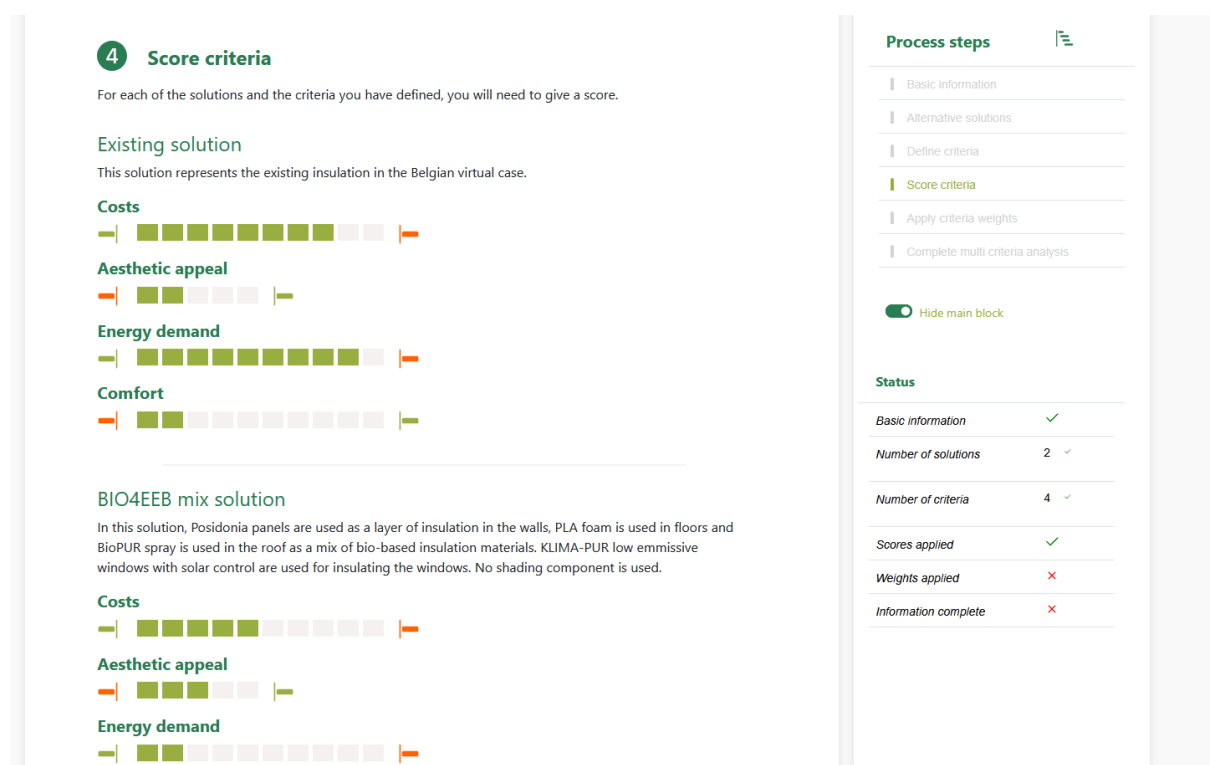 4 Score criteria
For each of the solutions and the criteria you have defined, you will need to give a score.
Existing solution
This solution represents the existing insulation in the Belgian virtual case.
Costs
Aesthetic appeal
Energy demand
Comfort
BIO4EEB mix solution
In this solution, Posidonia panels are used as a layer of insulation in the walls, PLA foam is used in floors and
BioPUR spray is used in the roof as a mix of bio-based insulation materials. KLIMA-PUR low emmissive
windows with solar control are used for insulating the windows. No shading component is used.
Costs
Aesthetic appeal
Energy demand
Process steps
Basic information
Alternative solutions
Define criteria
Score criteria
Apply criteria weights
Complete multi criteria analysis
Hide main block
Status
Basic information
Number of solutions 2
Number of criteria 4
Scores applied
Weights applied
Information complete